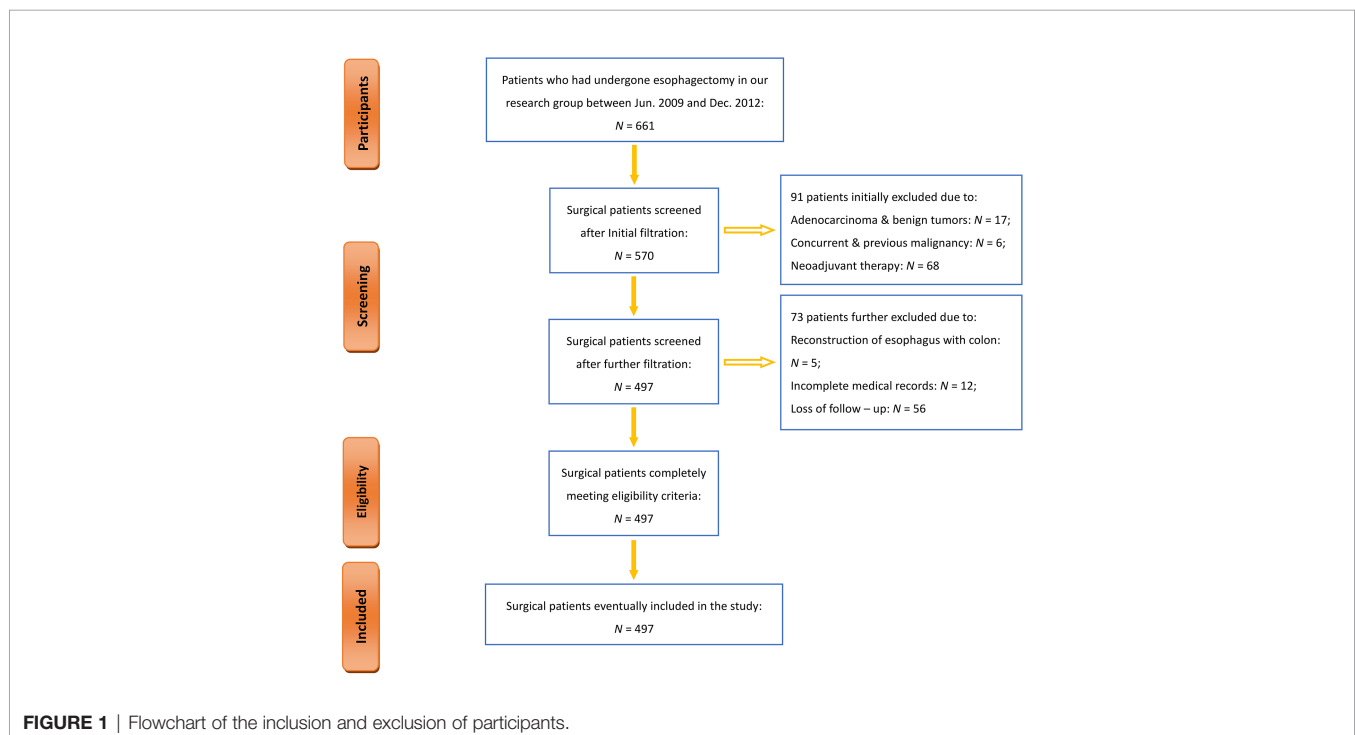 Participants
Patients who had undergone esophagectomy in our
research group between Jun. 2009 and Dec. 2012:
N = 661
Screening
Surgical patients screened
after Initial filtration:
N = 570
91 patients initially excluded due to:
Adenocarcinoma & benign tumors: N = 17;
Concurrent & previous malignancy: N = 6;
Neoadjuvant therapy: N = 68
Surgical patients screened
after further filtration:
N = 497
73 patients further excluded due to:
Reconstruction of esophagus with colon:
N = 5;
Incomplete medical records: N = 12;
Loss of follow – up: N = 56
Eligibility
Surgical patients completely
meeting eligibility criteria:
N = 497
Included
Surgical patients eventually included in the study:
N = 497
FIGURE 1 | Flowchart of the inclusion and exclusion of participants.